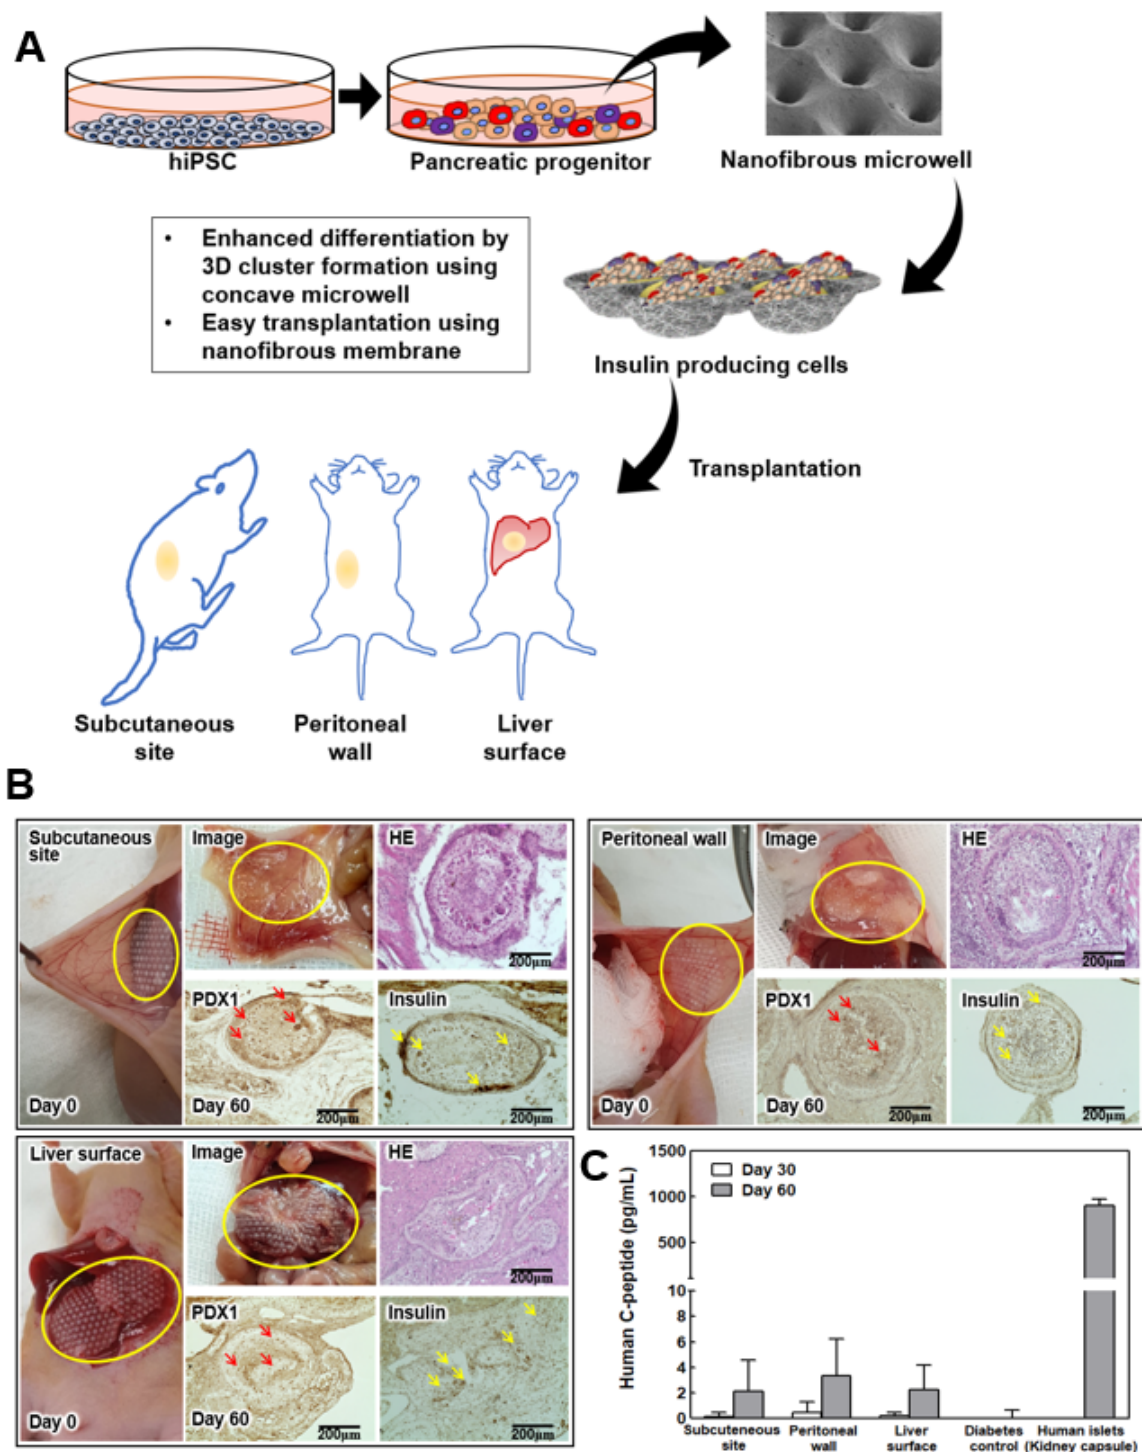 A
hiPSC
Pancreatic progenitor
Nanofibrous microwell
• Enhanced differentiation by
3D cluster formation using
concave microwell
• Easy transplantation using
nanofibrous membrane
Insulin producing cells
Transplantation
Subcutaneous
site
Peritoneal
wall
Liver
surface
B
Subcutaneous
site
Day 0
Image
HE
200μm
PDX1
Day 60
200μm
Insulin
200μm
Peritoneal wall
Day 0
Image
HE
200μm
PDX1
Day 60
200μm
Insulin
200μm
Liver surface
Day 0
Image
HE
200μm
PDX1
Day 60
200μm
Insulin
200μm
C
Human C-peptide (pg/mL)
1500
1000
500
10
8
6
4
2
0
Day 30
Day 60
Subcuteneous
site
Peritoneal
wall
Liver
surface
Diabetes
control
Human islets
(Kidney capsule)